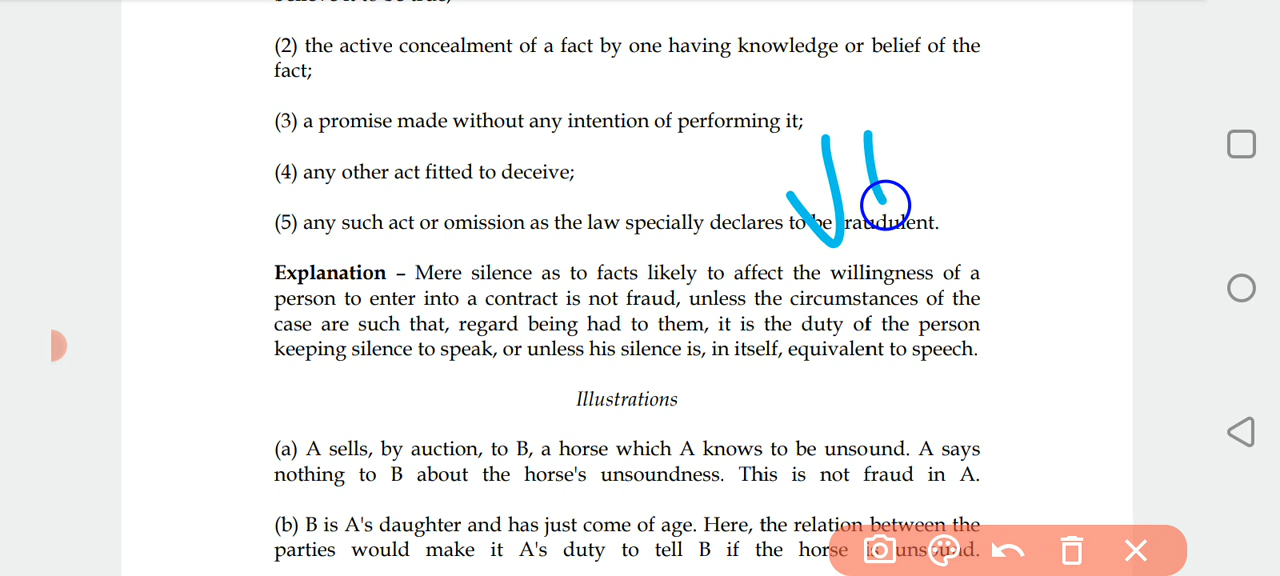 (2) the active concealment of a fact by one having knowledge or belief of the
fact;
(3) a promise made without any intention of performing it;
(4) any other act fitted to deceive;
(5) any such act or omission as the law specially declares to be fraudulent.
Explanation – Mere silence as to facts likely to affect the willingness of a
person to enter into a contract is not fraud, unless the circumstances of the
case are such that, regard being had to them, it is the duty of the person
keeping silence to speak, or unless his silence is, in itself, equivalent to speech.
Illustrations
(a) A sells, by auction, to B, a horse which A knows to be unsound. A says
nothing to B about the horse's unsoundness. This is not fraud in A.
(b) B is A's daughter and has just come of age. Here, the relation between the
parties would make it A's duty to tell B if the horse is unsound.